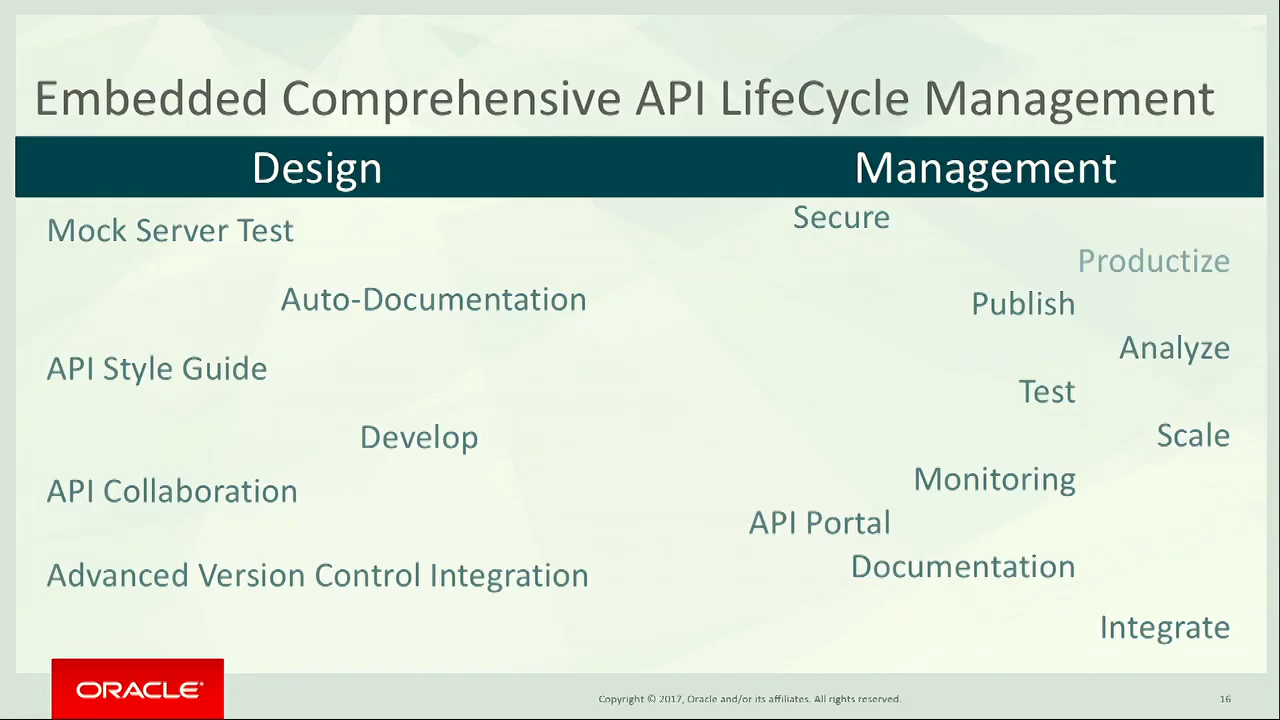 Embedded Comprehensive API LifeCycle Management
Design
Management
Mock Server Test
Auto-Documentation
API Style Guide
Develop
API Collaboration
Advanced Version Control Integration
Secure
Productize
Publish
Analyze
Test
Scale
Monitoring
API Portal
Documentation
Integrate
ORACLE®
Copyright © 2017, Oracle and/or its affiliates. All rights reserved.
16